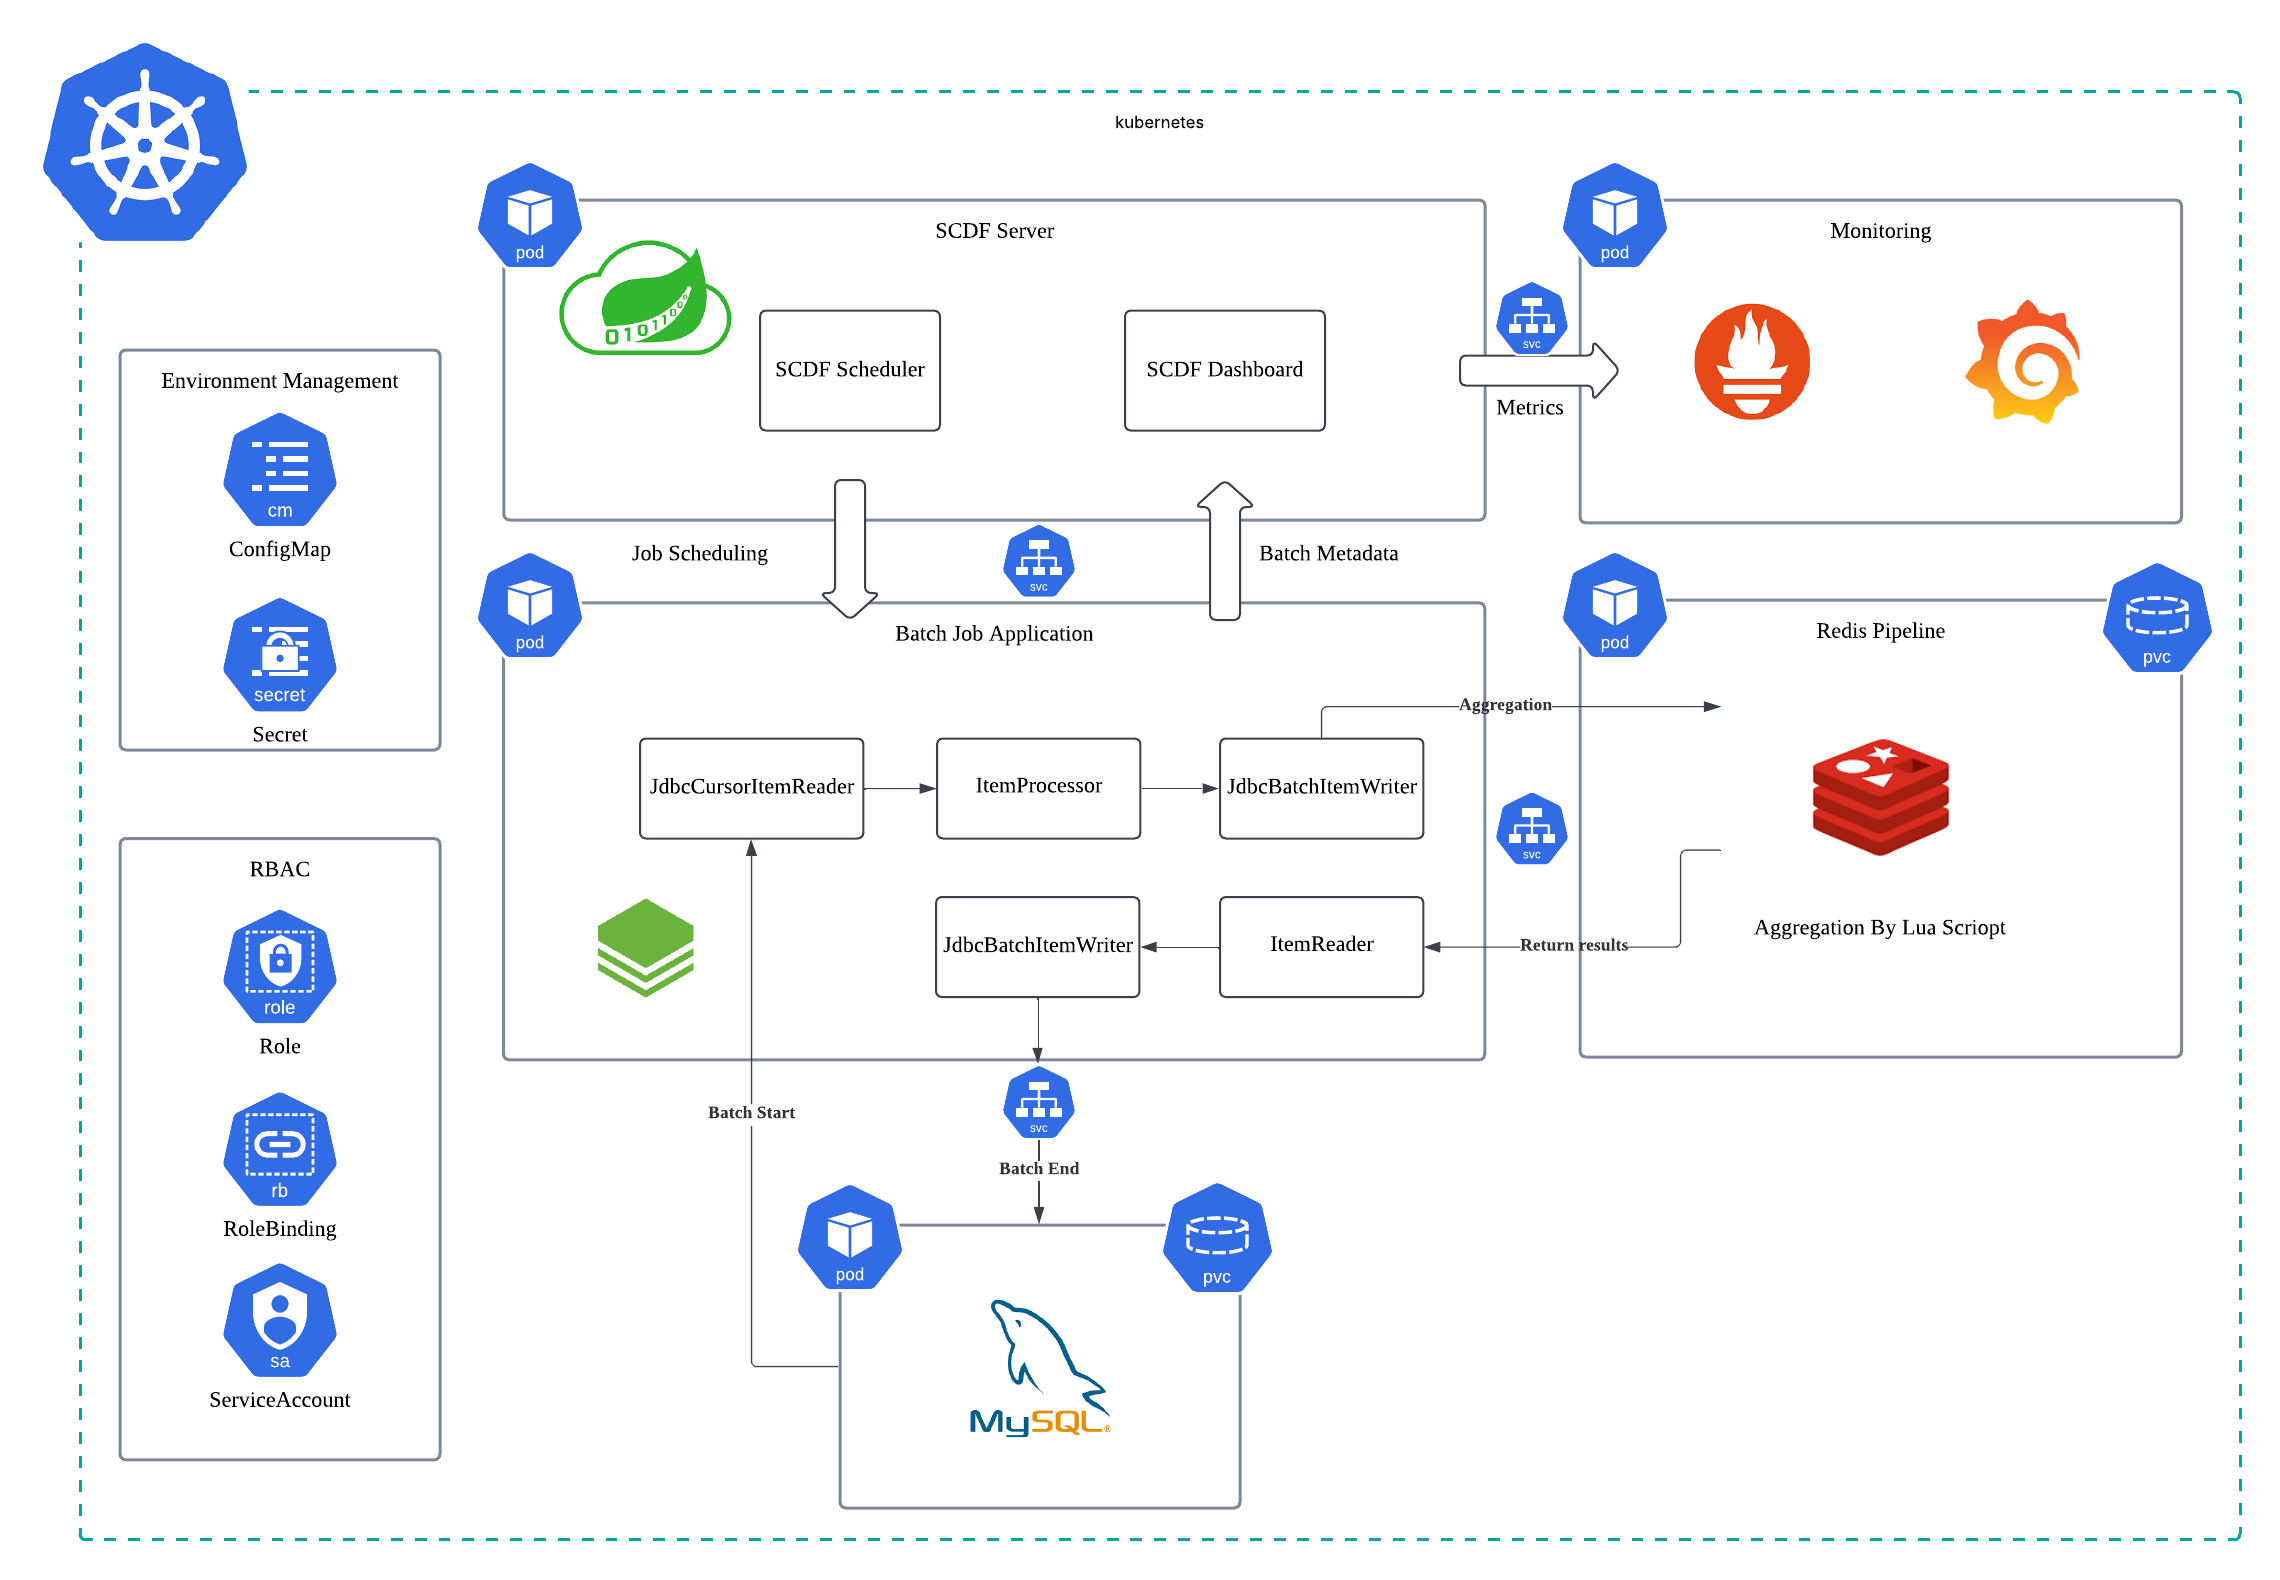 kubernetes
pod
SCDF Server
010110
SCDF Scheduler
SCDF Dashboard
svc
Metrics
pod
Monitoring
Environment Management
cm
ConfigMap
secret
Secret
Job Scheduling
svc
Batch Metadata
pod
Batch Job Application
pod
Redis Pipeline
pvc
Aggregation
JdbcCursorItemReader
ItemProcessor
JdbcBatchItemWriter
svc
JdbcBatchItemWriter
ItemReader
Return results
Aggregation By Lua Scriopt
RBAC
role
Role
rb
RoleBinding
sa
ServiceAccount
Batch Start
svc
Batch End
pod
pvc
MySQL®